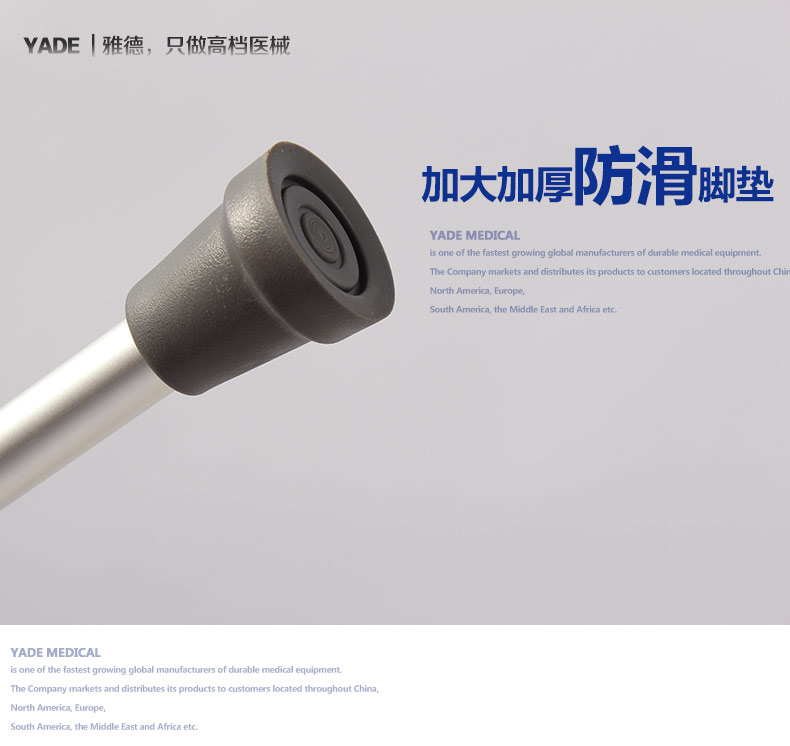 YADE | 雅德，只做高档医械
加大加厚防滑脚垫
YADE MEDICAL
is one of the fastest growing global manufacturers of durable medical equipment.
The Company markets and distributes its products to customers located throughout Chin
North America, Europe,
South America, the Middle East and Africa etc.
YADE MEDICAL
is one of the fastest growing global manufacturers of durable medical equipment.
The Company markets and distributes its products to customers located throughout China,
North America, Europe,
South America, the Middle East and Africa etc.